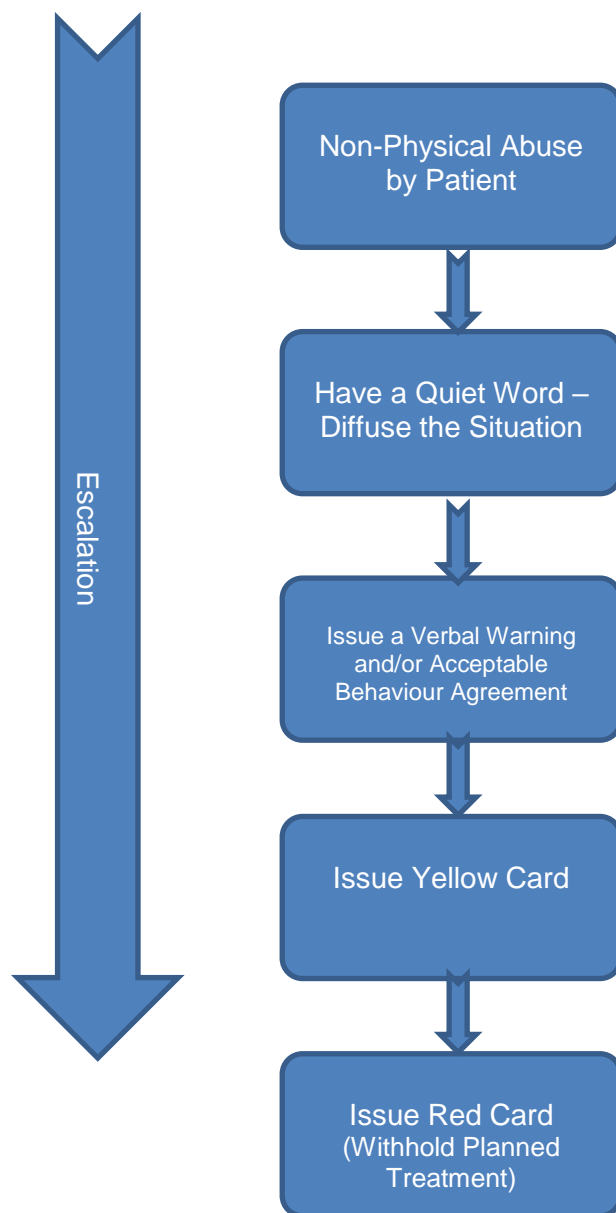 Escalation
Non-Physical Abuse
by Patient
Have a Quiet Word –
Diffuse the Situation
Issue a Verbal Warning
and/or Acceptable
Behaviour Agreement
Issue Yellow Card
Issue Red Card
(Withhold Planned
Treatment)